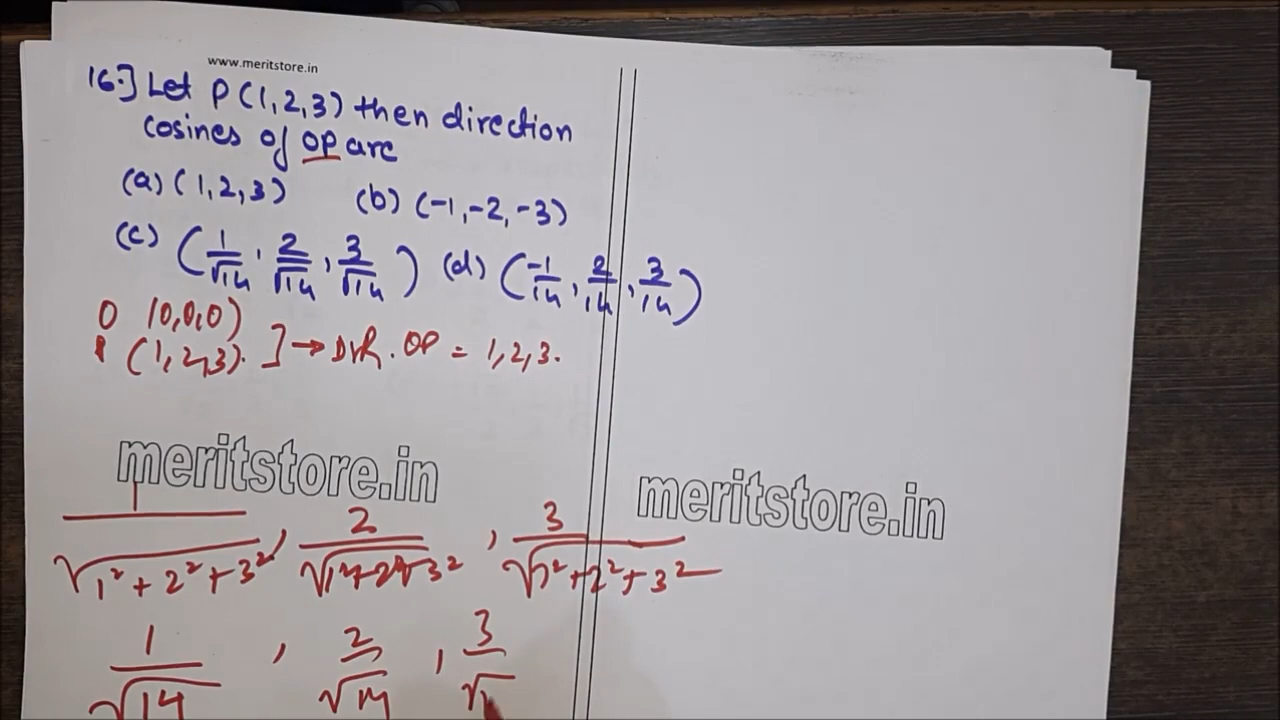 www.meritstore.in
16.] Let P(1,2,3) then direction
cosines of OP are
(a) (1,2,3) (b) (-1,-2,-3)
(c) (1/√14, 2/√14, 3/√14) (d) (-1/14, 2/14, 3/14)
O (0,0,0)
P (1,2,3). ] → D.R. OP = 1,2,3.
meritstore.in
meritstore.in
1/√(1²+2²+3²), 2/√(1²+2²+3²), 3/√(1²+2²+3²)
1/√14, 2/√14, 3/√1